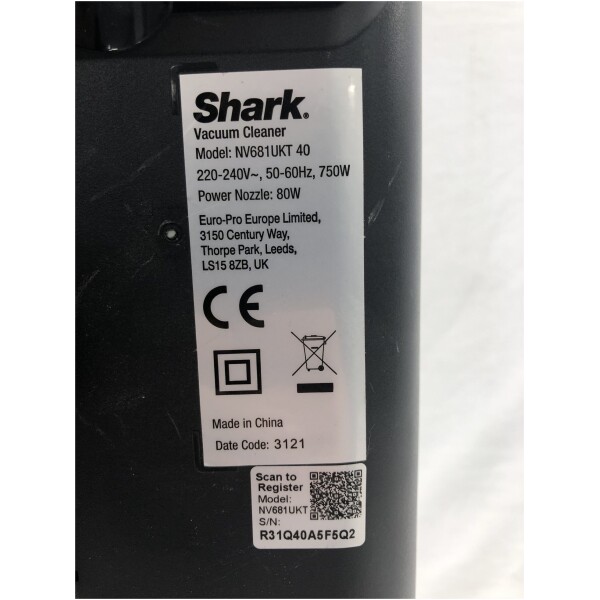 Shark®
Vacuum Cleaner
Model: NV681UKT 40
220-240V~, 50-60Hz, 750W
Power Nozzle: 80W
Euro-Pro Europe Limited,
3150 Century Way,
Thorpe Park, Leeds,
LS15 8ZB, UK
CE
Made in China
Date Code: 3121
Scan to
Register
Model:
NV681UKT
S/N:
R31Q40A5F5Q2